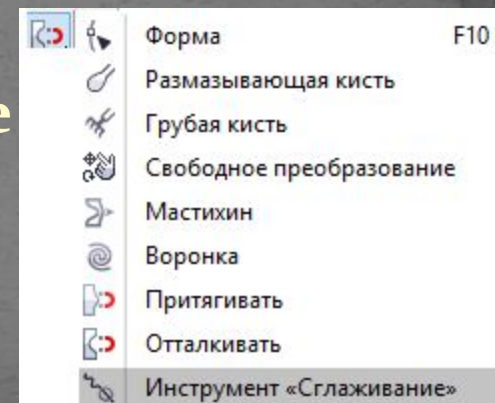 е
Форма F10
Размазывающая кисть
Грубая кисть
Свободное преобразование
Мастихин
Воронка
Притягивать
Отталкивать
Инструмент «Сглаживание»